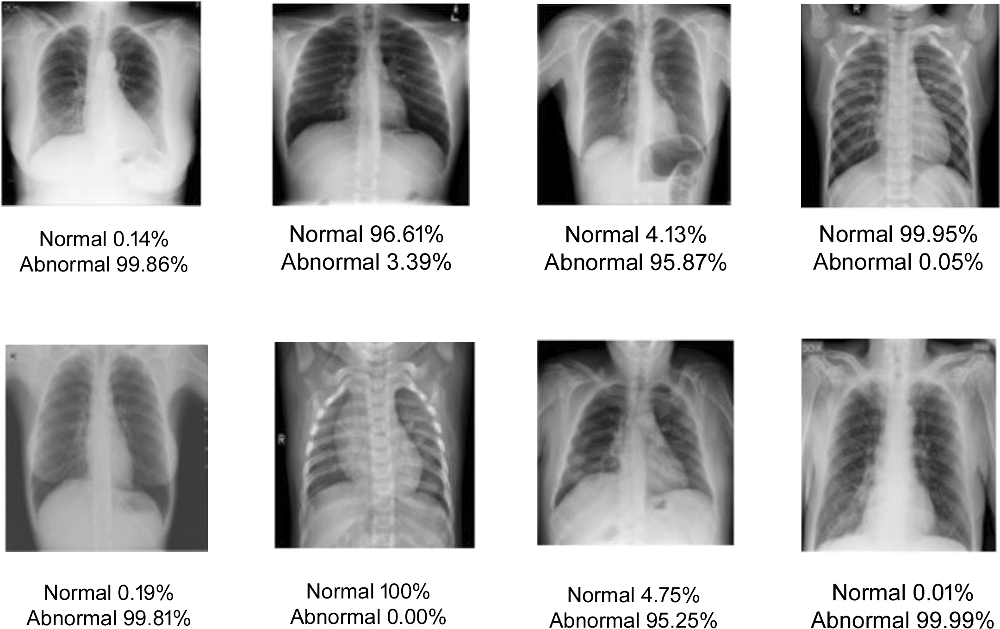 R
Normal 0.14%
Abnormal 99.86%
Normal 96.61%
Abnormal 3.39%
Normal 4.13%
Abnormal 95.87%
Normal 99.95%
Abnormal 0.05%
R
Normal 0.19%
Abnormal 99.81%
Normal 100%
Abnormal 0.00%
Normal 4.75%
Abnormal 95.25%
Normal 0.01%
Abnormal 99.99%